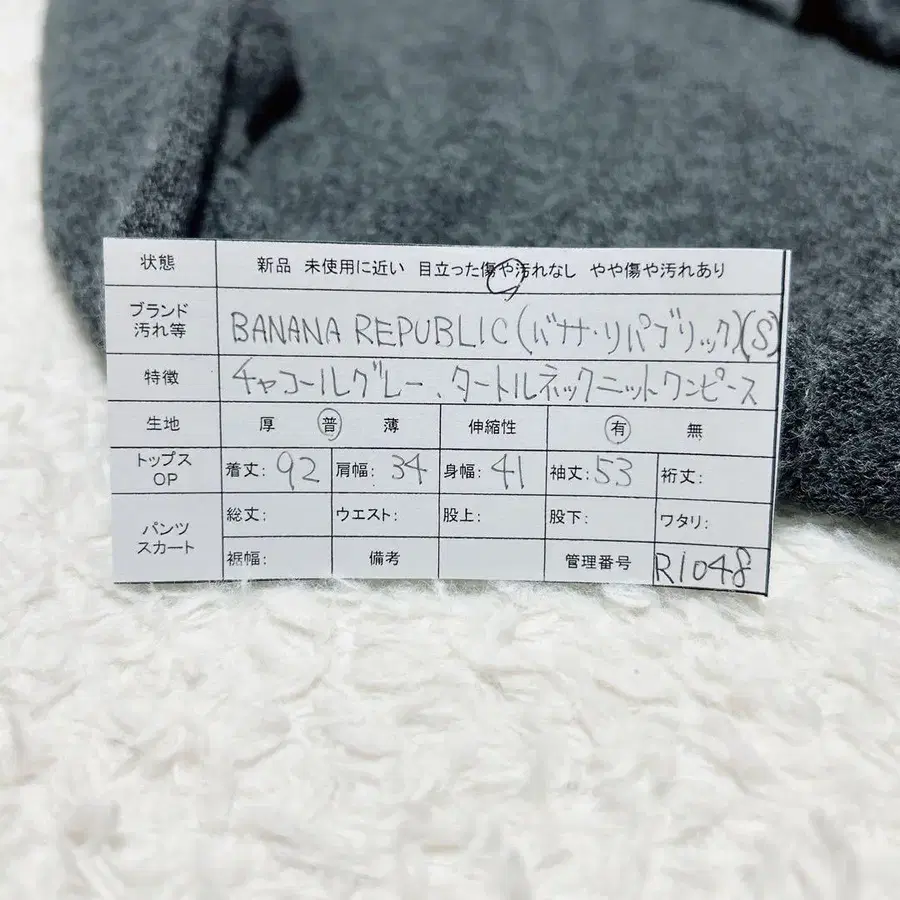 状態 新品 未使用に近い 目立った傷や汚れなし やや傷や汚れあり
ブランド
汚れ等
BANANA REPUBLIC(バナナ・リパブリック)(S)
特徴 チャコールグレー、タートルネックニットワンピース
生地 厚 普 薄 伸縮性 有 無
トップス
OP
着丈:92 肩幅:34 身幅:41 袖丈:53 裄丈:
パンツ
スカート
総丈: ウエスト: 股上: 股下: ワタリ:
裾幅: 備考 管理番号 R1048